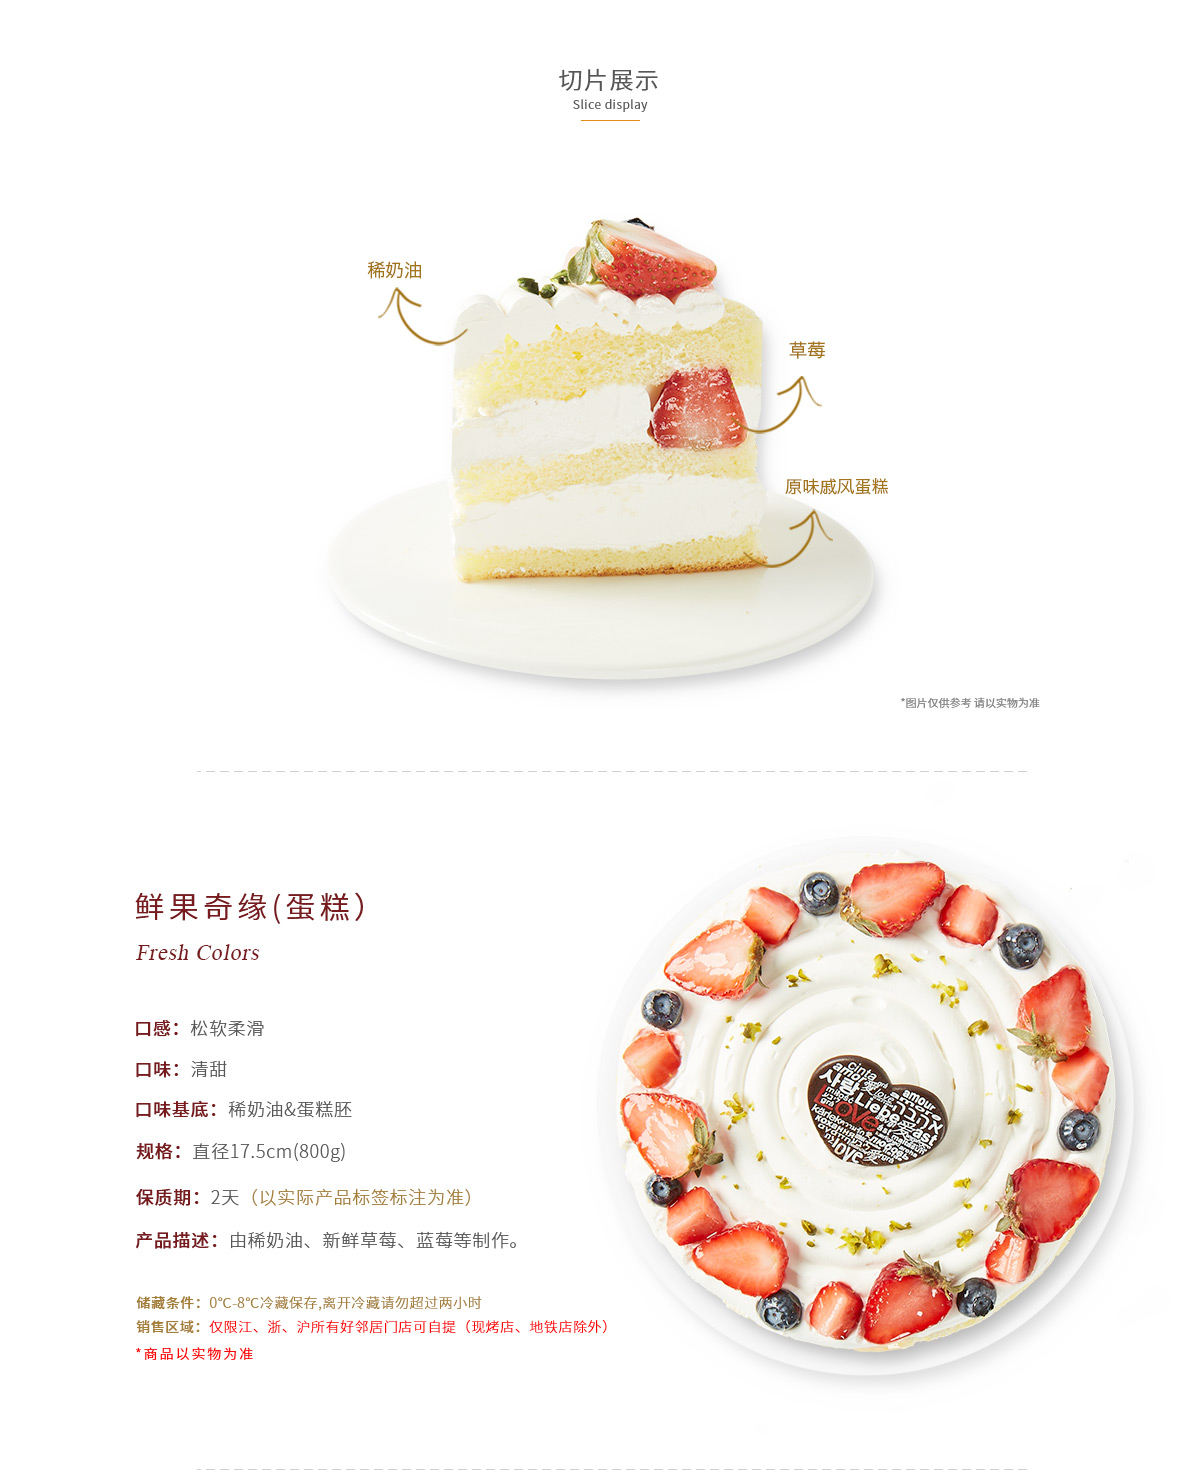 切片展示
Slice display
稀奶油
草莓
原味戚风蛋糕
*图片仅供参考 请以实物为准
鲜果奇缘(蛋糕）
Fresh Colors
口感：松软柔滑
口味：清甜
口味基底：稀奶油&蛋糕胚
规格：直径17.5cm(800g)
保质期：2天（以实际产品标签标注为准）
产品描述：由稀奶油、新鲜草莓、蓝莓等制作。
cinta
amor
사랑
amour
Liebe
Love
אהבה
love
储藏条件：0℃-8℃冷藏保存,离开冷藏请勿超过两小时
销售区域：仅限江、浙、沪所有好邻居门店可自提（现烤店、地铁店除外）
*商品以实物为准